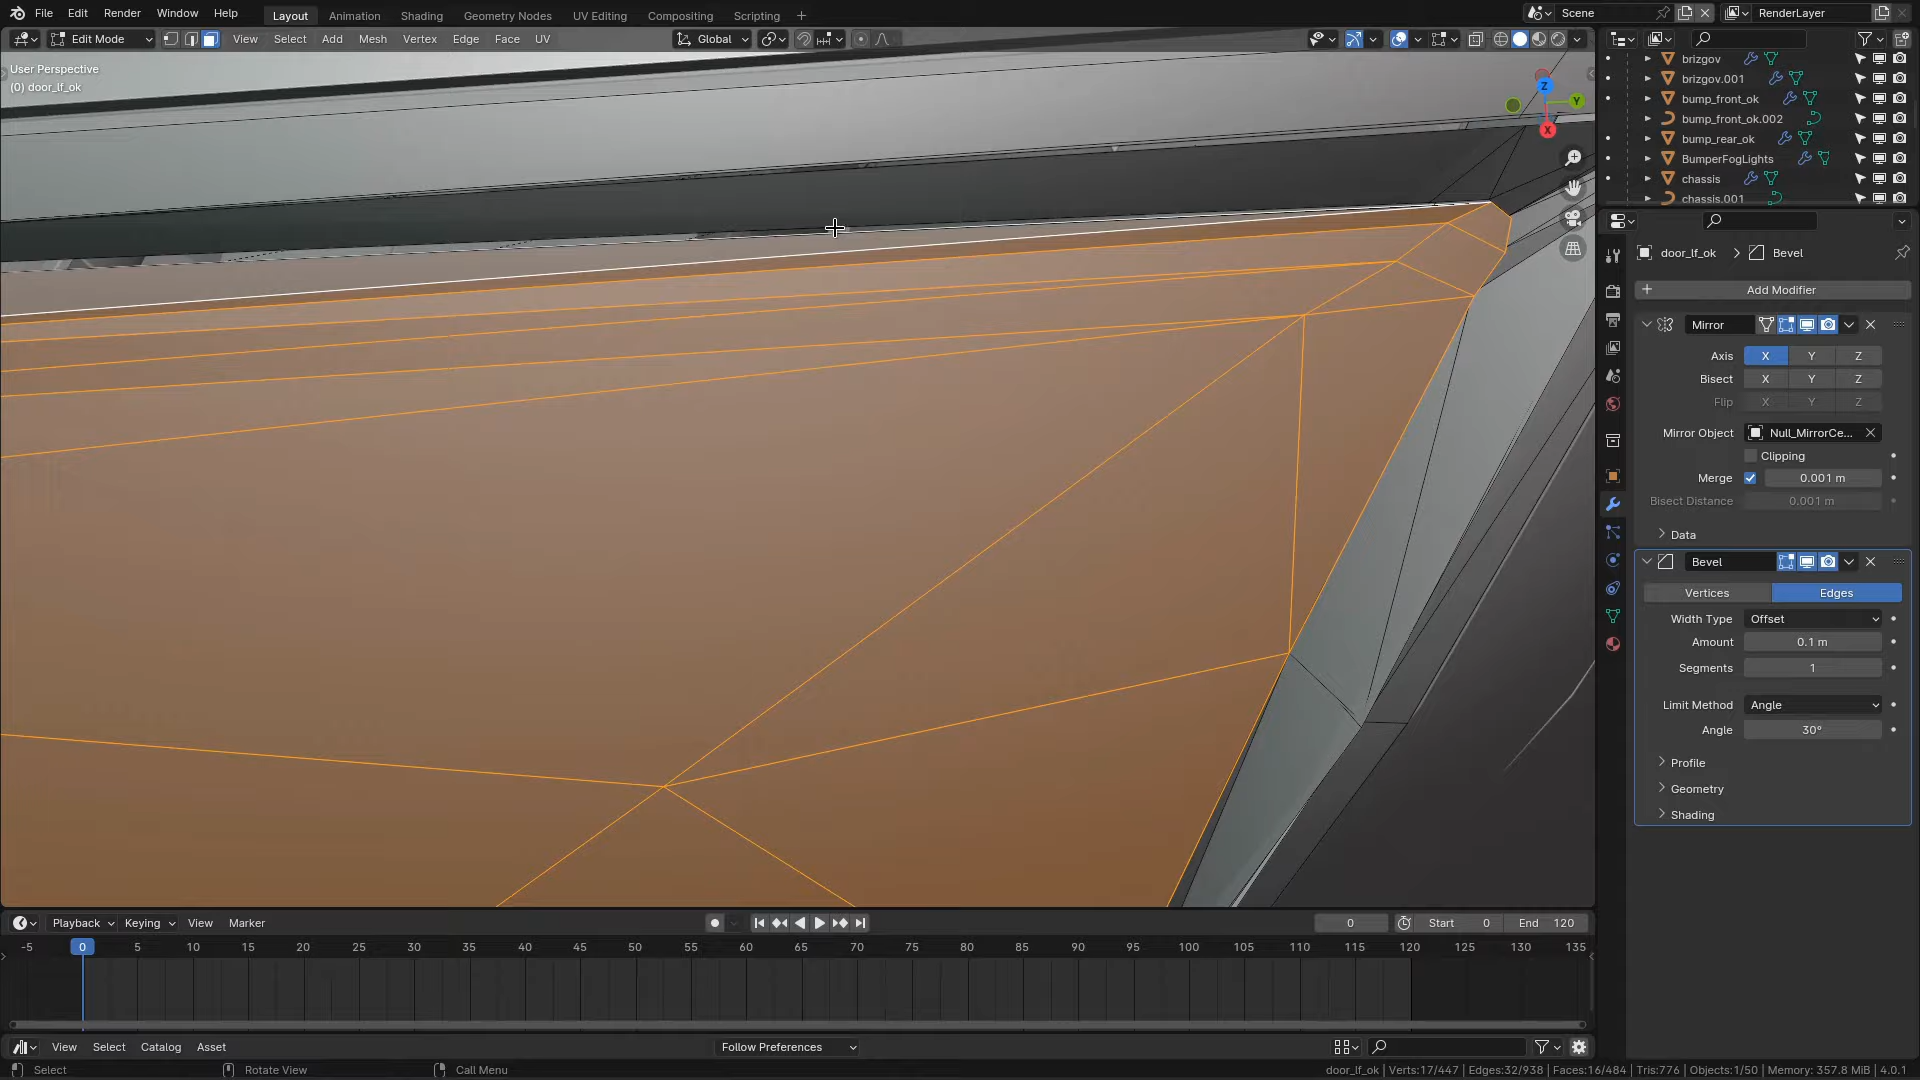 File Edit Render Window Help Layout Animation Shading Geometry Nodes UV Editing Compositing Scripting + Scene RenderLayer
Edit Mode View Select Add Mesh Vertex Edge Face UV Global
User Perspective
(0) door_lf_ok
Z
Y
X
brizgov
brizgov.001
bump_front_ok
bump_front_ok.002
bump_rear_ok
BumperFogLights
chassis
chassis.001
door_lf_ok > Bevel
+ Add Modifier
Mirror
Axis X Y Z
Bisect X Y Z
Flip X Y Z
Mirror Object Null_MirrorCe...
Clipping
Merge 0.001 m
Bisect Distance 0.001 m
Data
Bevel
Vertices Edges
Width Type Offset
Amount 0.1 m
Segments 1
Limit Method Angle
Angle 30°
Profile
Geometry
Shading
Playback Keying View Marker 0 Start 0 End 120
-5 0 5 10 15 20 25 30 35 40 45 50 55 60 65 70 75 80 85 90 95 100 105 110 115 120 125 130 135
View Select Catalog Asset Follow Preferences
Select Rotate View Call Menu door_lf_ok | Verts:17/447 | Edges:32/938 | Faces:16/484 | Tris:776 | Objects:1/50 | Memory: 357.8 MiB | 4.0.1